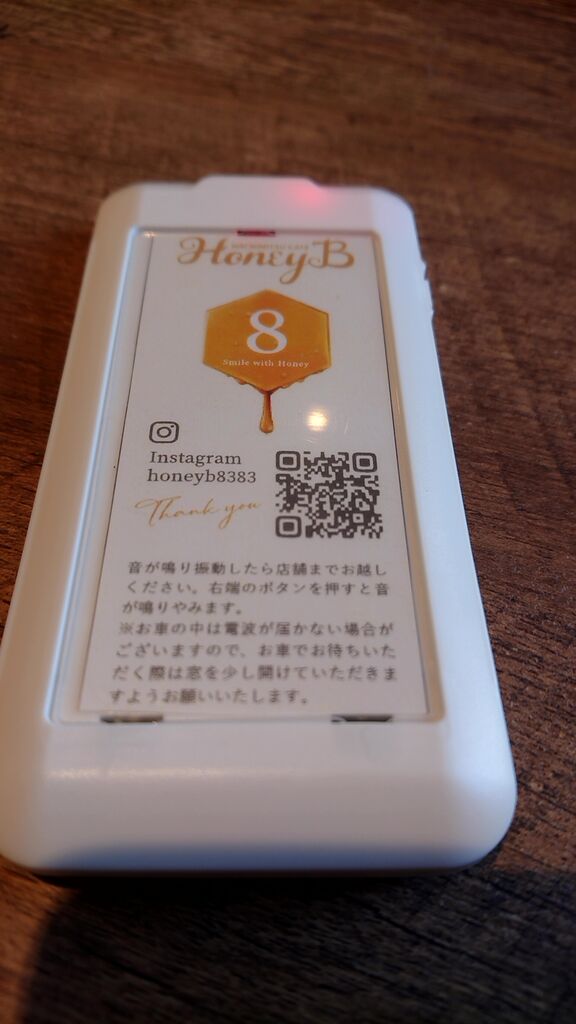 HACHIMITSU CAFE
HoneyB
8
Smile with Honey
Instagram
honeyb8383
Thank you
音が鳴り振動したら店舗までお越し
ください。右端のボタンを押すと音
が鳴りやみます。
※お車の中は電波が届かない場合が
ございますので、お車でお待ちいた
だく際は窓を少し開けていただきま
すようお願いいたします。